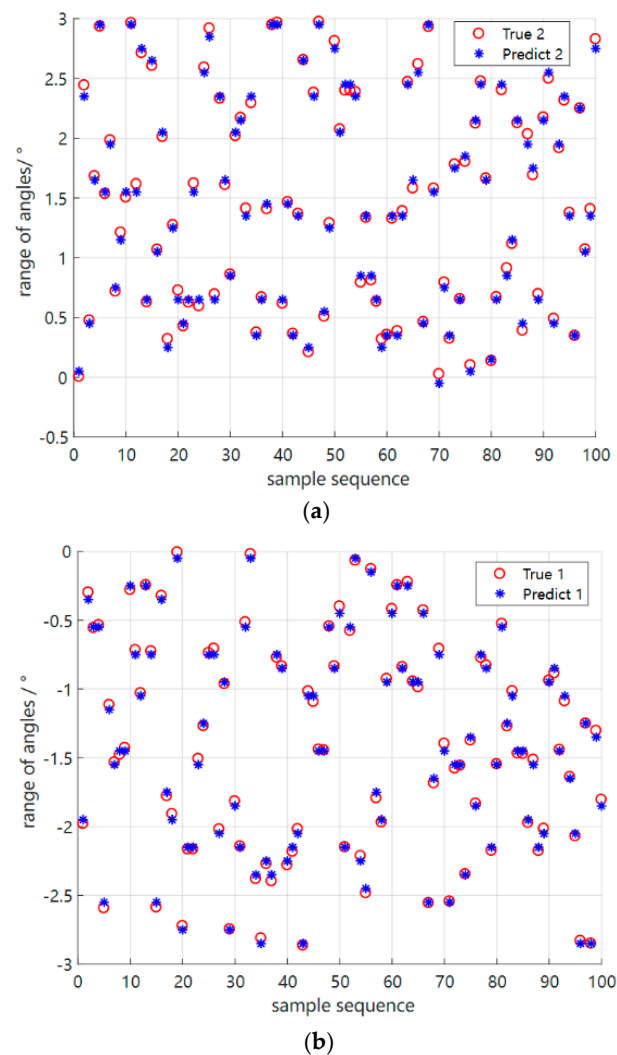 3
2.5
2
1.5
1
0.5
0
-0.5
range of angles/ °
True 2
Predict 2
0 10 20 30 40 50 60 70 80 90 100
sample sequence
(a)
0
-0.5
-1
-1.5
-2
-2.5
-3
range of angles / °
True 1
Predict 1
0 10 20 30 40 50 60 70 80 90 100
sample sequence
(b)